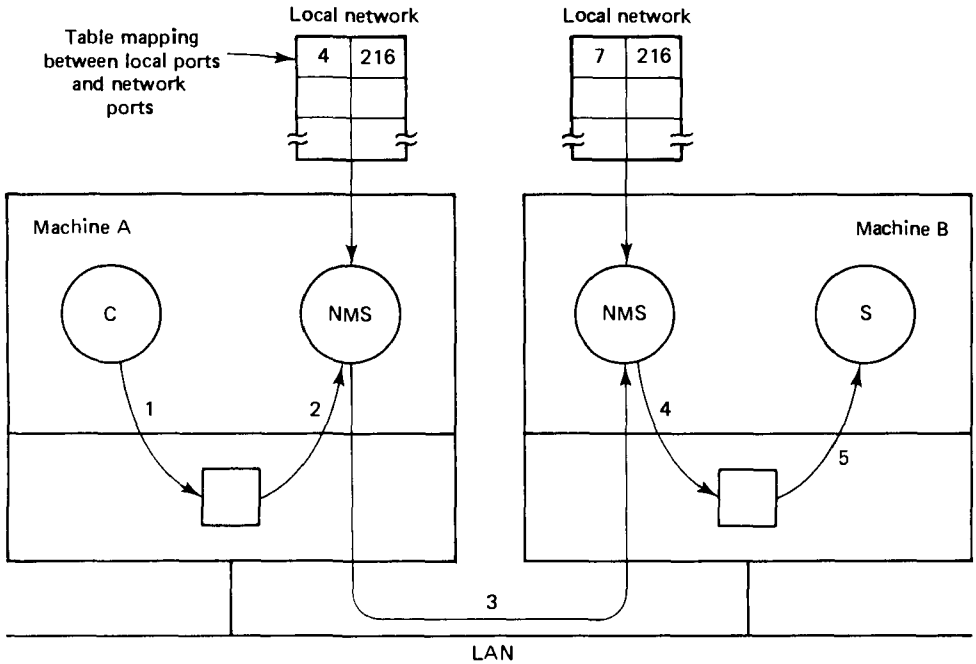 Local network
Local network
Table mapping
between local ports
and network
ports
4 216
7 216
Machine A
Machine B
C
NMS
NMS
S
1
2
4
5
3
LAN